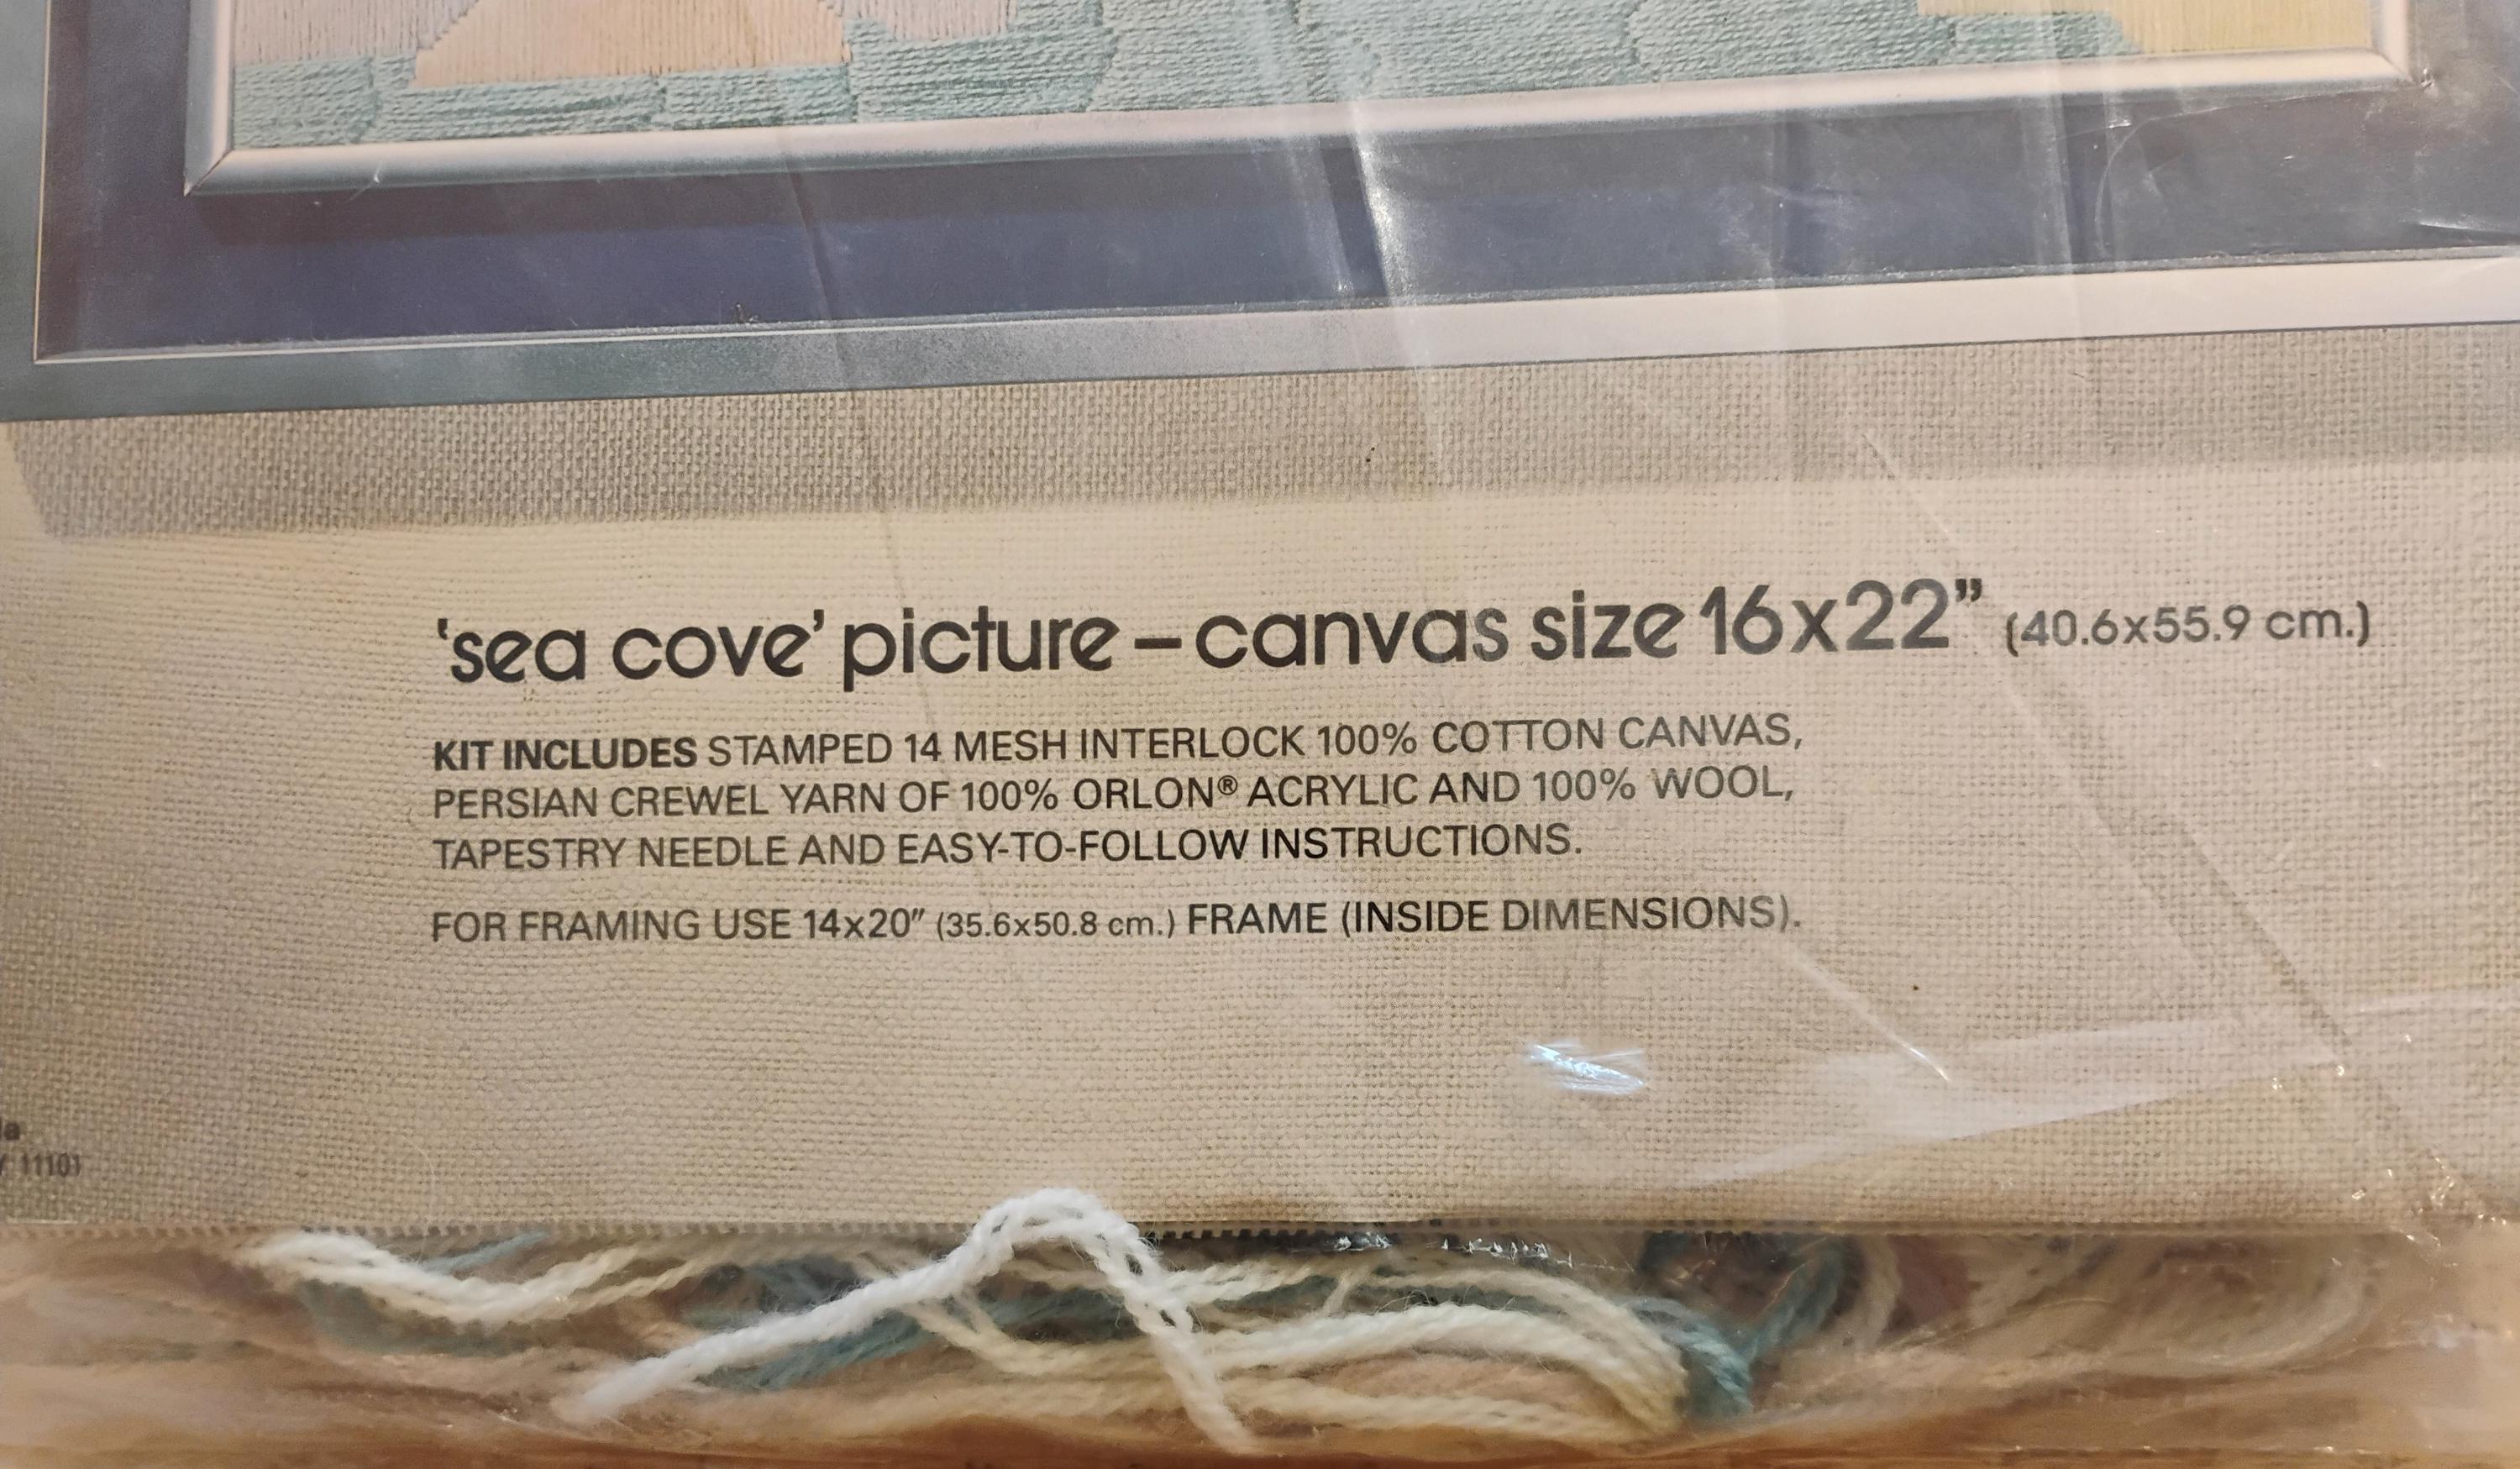 'sea cove' picture – canvas size 16x22" (40.6x55.9 cm.)
KIT INCLUDES STAMPED 14 MESH INTERLOCK 100% COTTON CANVAS,
PERSIAN CREWEL YARN OF 100% ORLON® ACRYLIC AND 100% WOOL,
TAPESTRY NEEDLE AND EASY-TO-FOLLOW INSTRUCTIONS.
FOR FRAMING USE 14x20" (35.6x50.8 cm.) FRAME (INSIDE DIMENSIONS).
11101